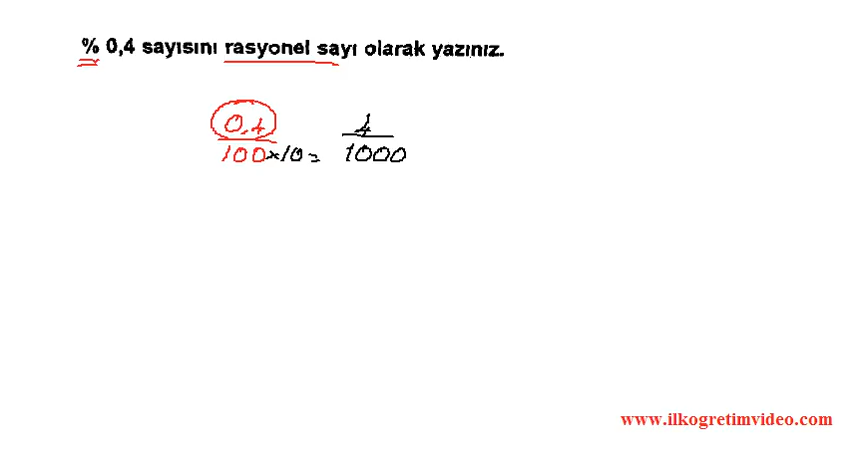 % 0,4 sayısını rasyonel sayı olarak yazınız.
0,4 4
100 x10 = 1000
www.ilkogretimvideo.com